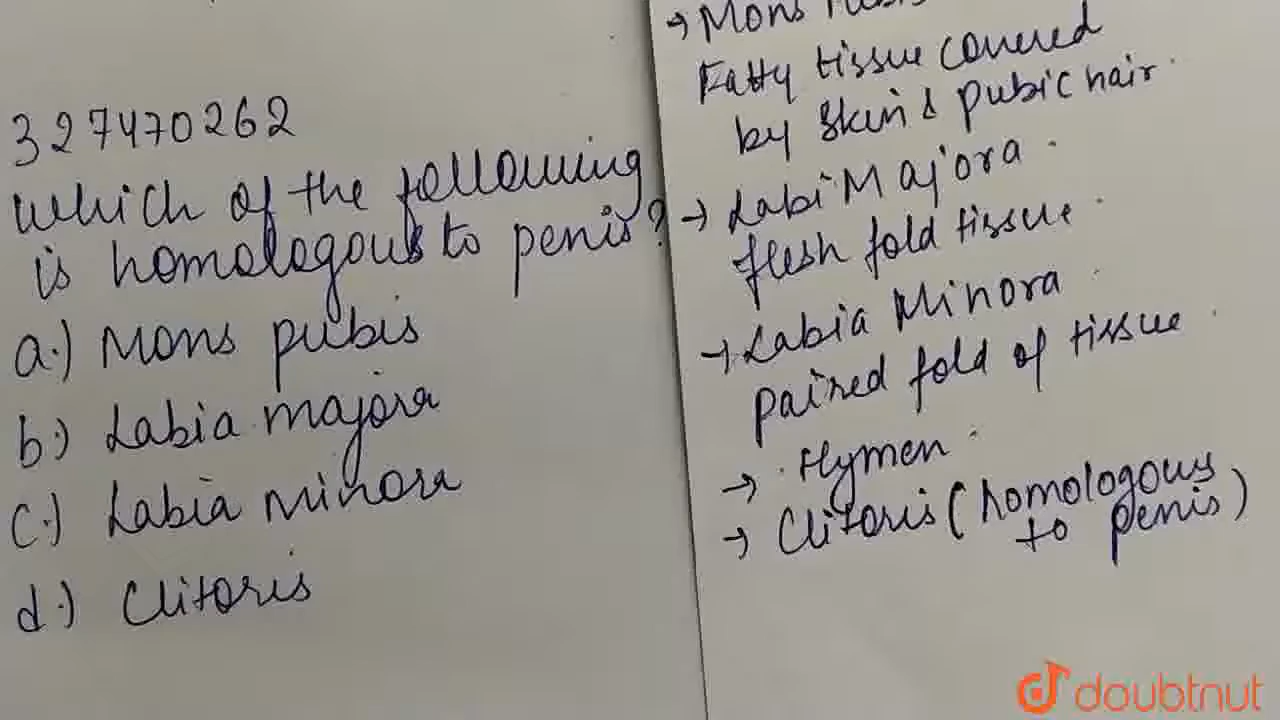 327470262
which of the following
is homologous to penis?
a.) Mons pubis
b.) Labia majora
c.) Labia minora
d.) Clitoris
→ Mons
Fatty tissue covered
by skin & pubic hair.
→ Labi Majora.
flesh fold tissue.
→ Labia Minora.
paired fold of tissue.
→ Hymen.
→ Clitoris (homologous
to penis)
doubtnut